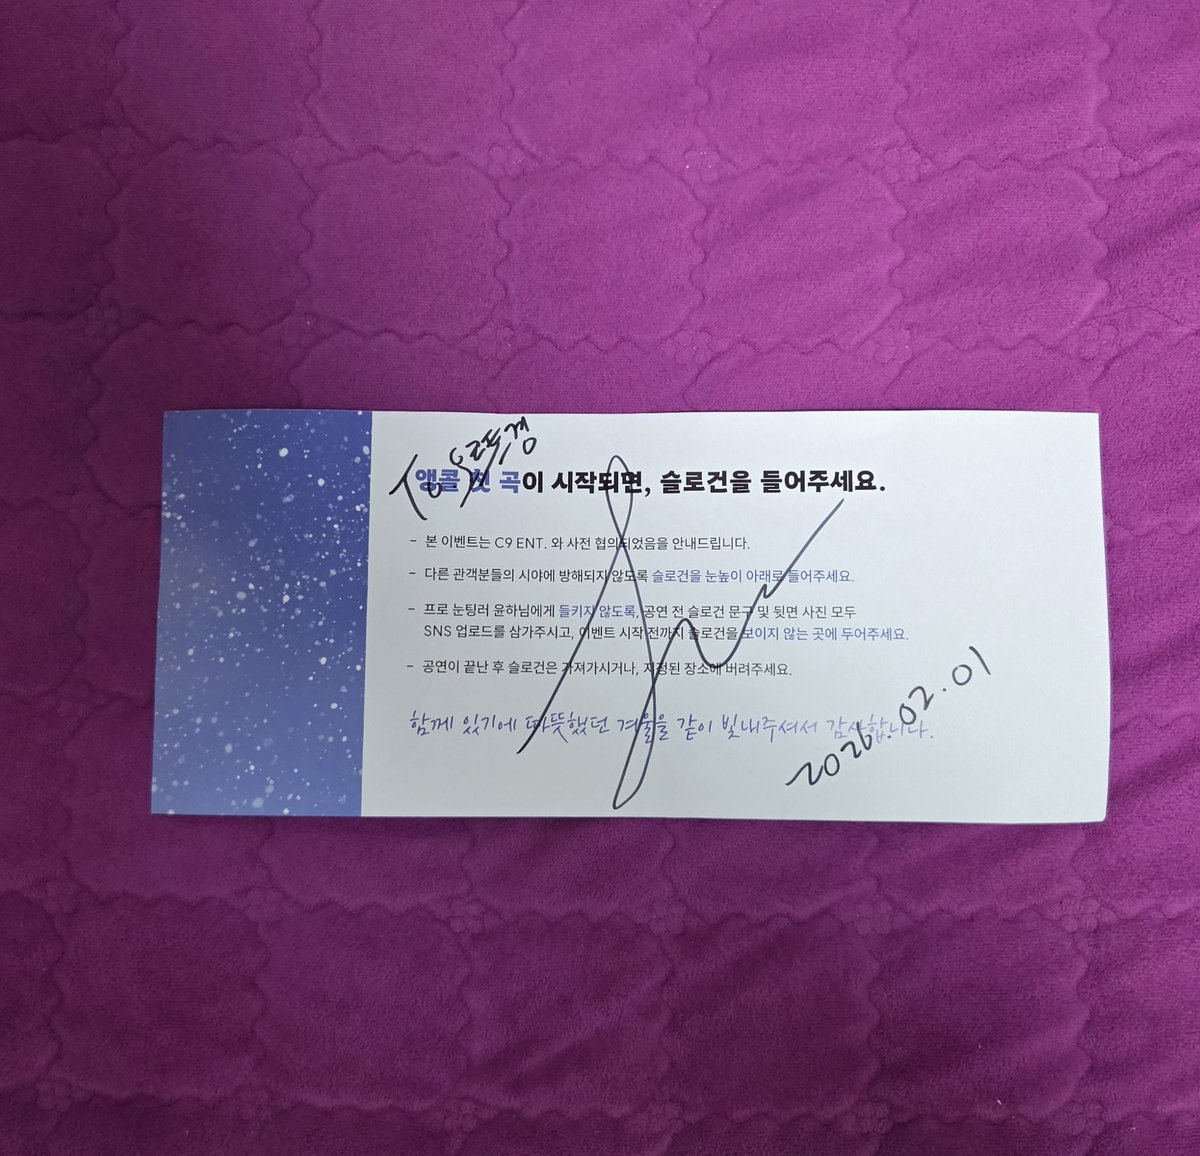 앵콜 첫 곡이 시작되면, 슬로건을 들어주세요.
- 본 이벤트는 C9 ENT. 와 사전 협의되었음을 안내드립니다.
- 다른 관객분들의 시야에 방해되지 않도록 슬로건을 눈높이 아래로 들어주세요.
- 프로 눈팅러 윤하님에게 들키지 않도록, 공연 전 슬로건 문구 및 뒷면 사진 모두
SNS 업로드를 삼가주시고, 이벤트 시작 전까지 슬로건을 보이지 않는 곳에 두어주세요.
- 공연이 끝난 후 슬로건은 가져가시거나, 지정된 장소에 버려주세요.
함께 있기에 따뜻했던 겨울을 같이 빛내주셔서 감사합니다.
2026.02.01